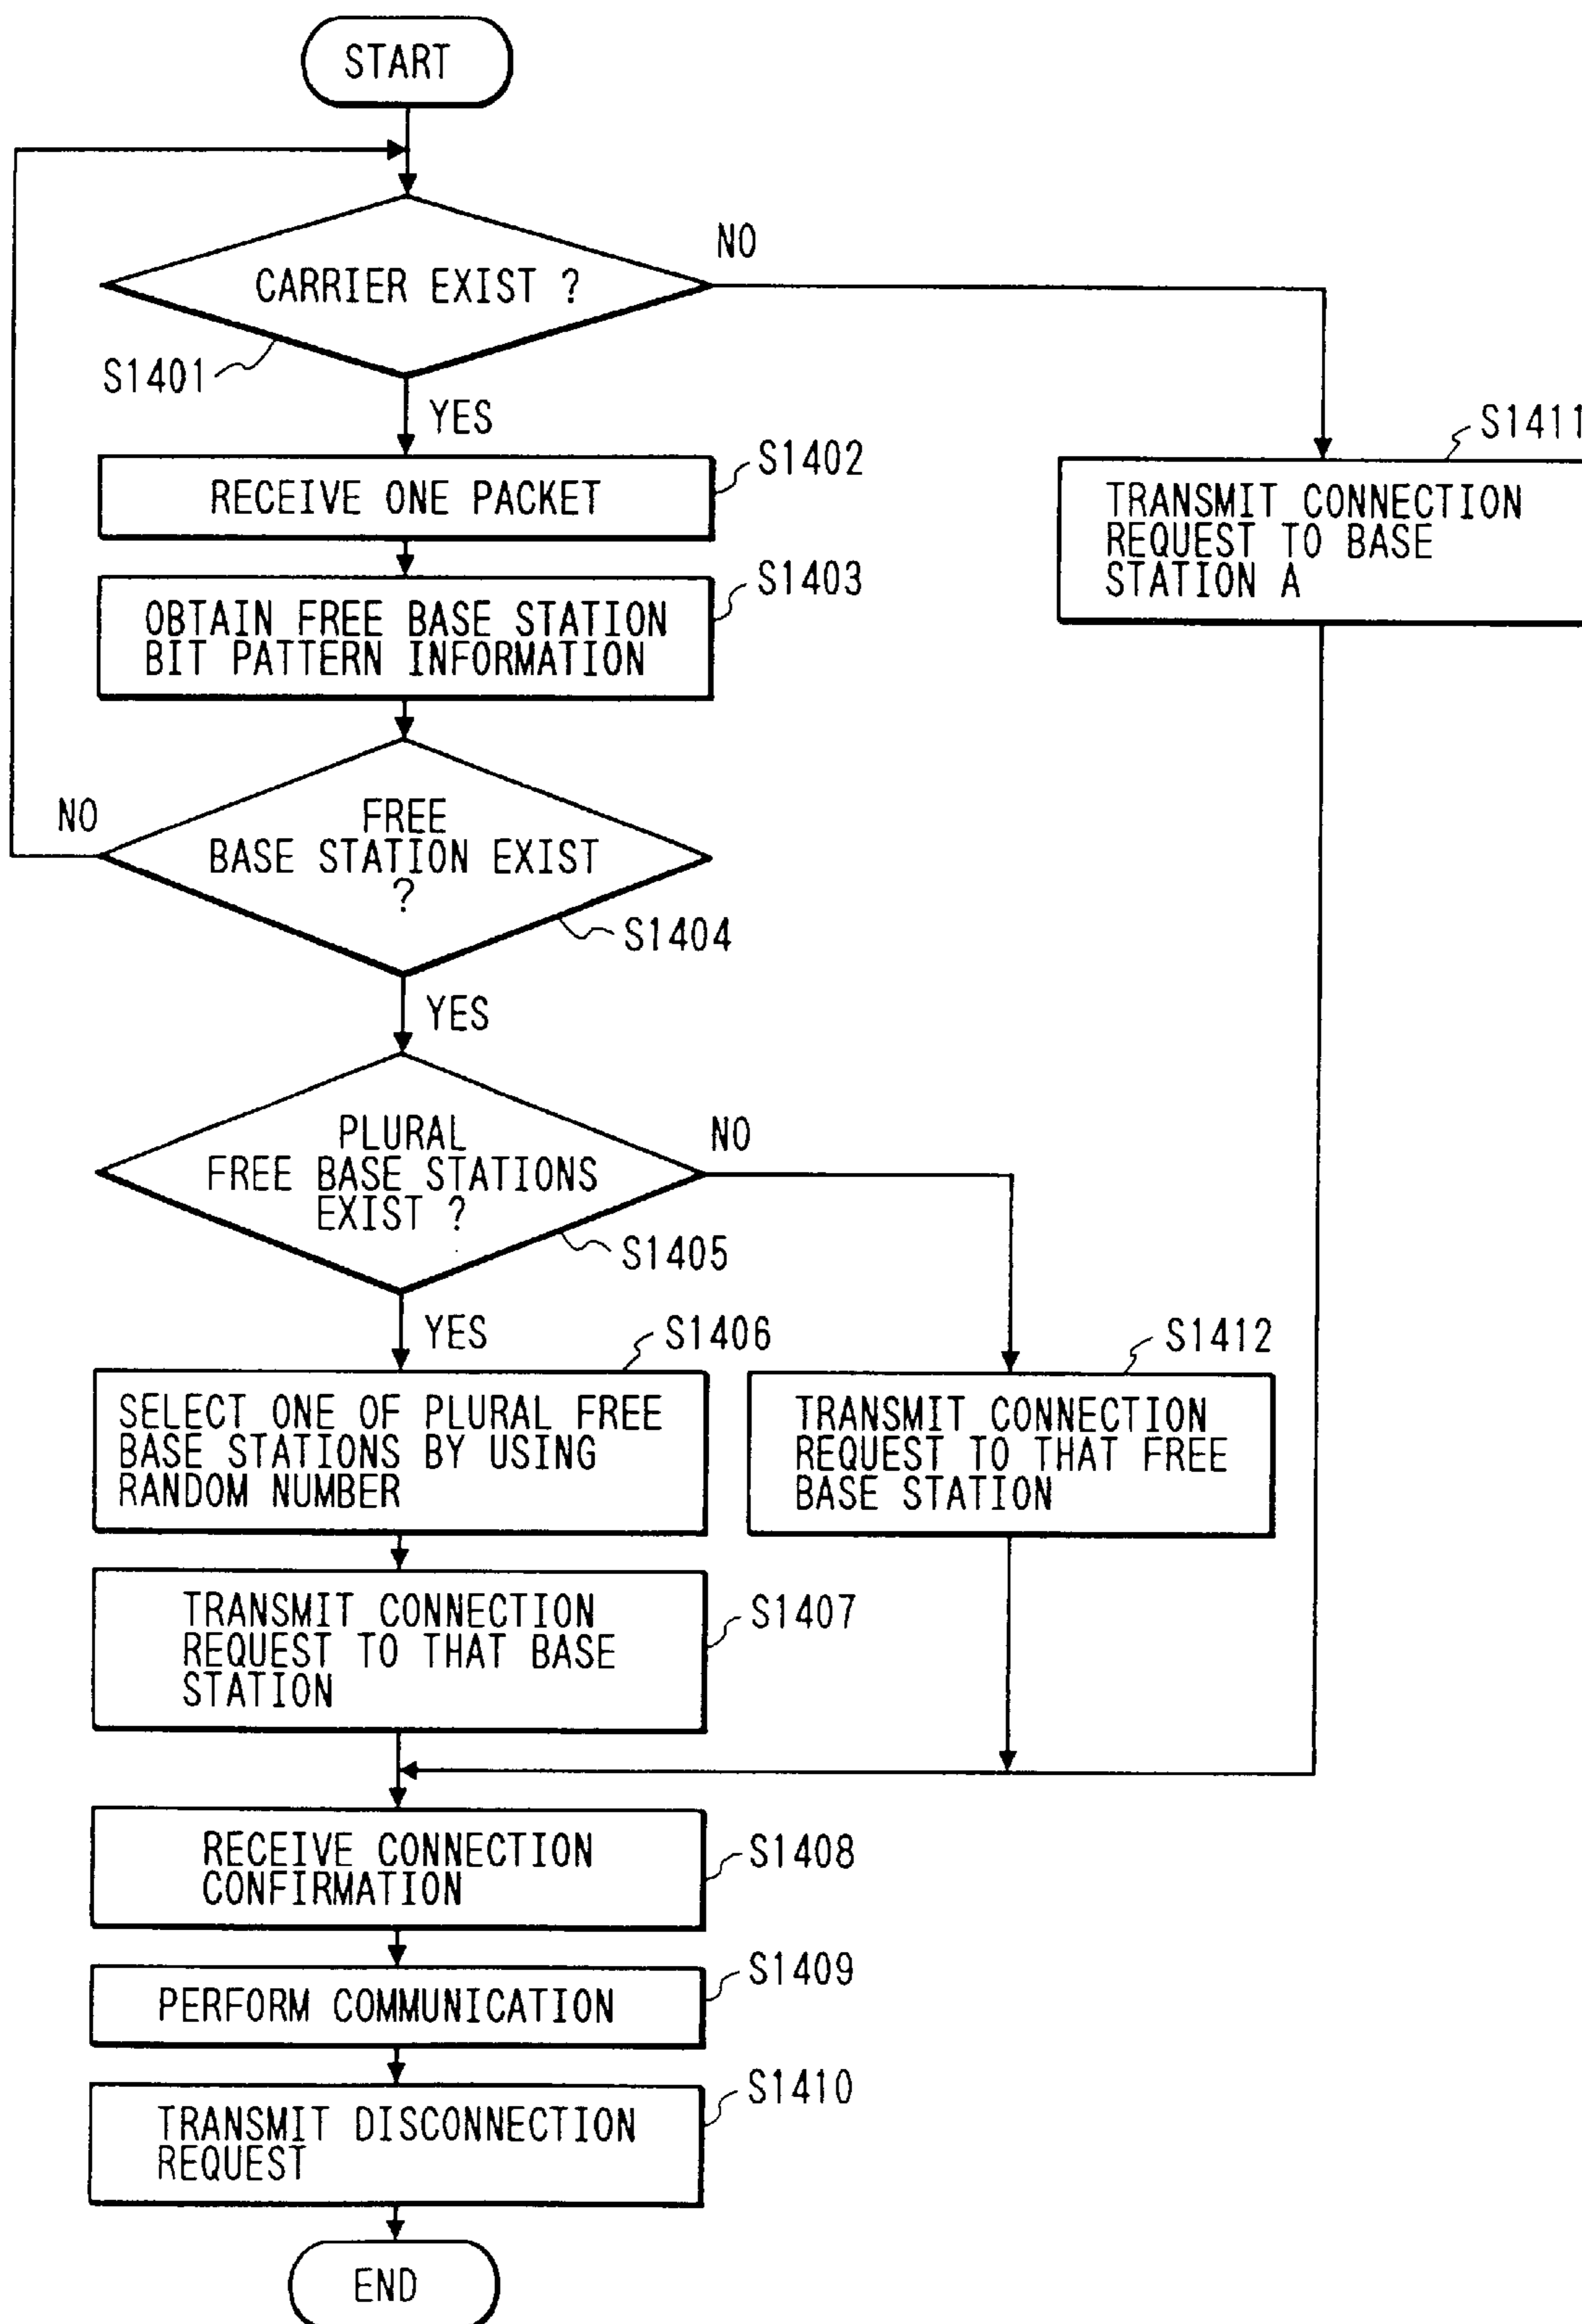 START
NO
CARRIER EXIST ?
S1401
YES
S1411
S1402
RECEIVE ONE PACKET
TRANSMIT CONNECTION
REQUEST TO BASE
STATION A
S1403
OBTAIN FREE BASE STATION
BIT PATTERN INFORMATION
NO
FREE
BASE STATION EXIST
?
S1404
YES
PLURAL
FREE BASE STATIONS
EXIST ?
NO
S1405
YES
S1406
S1412
SELECT ONE OF PLURAL FREE
BASE STATIONS BY USING
RANDOM NUMBER
TRANSMIT CONNECTION
REQUEST TO THAT FREE
BASE STATION
TRANSMIT CONNECTION
REQUEST TO THAT BASE
STATION
S1407
RECEIVE CONNECTION
CONFIRMATION
S1408
S1409
PERFORM COMMUNICATION
S1410
TRANSMIT DISCONNECTION
REQUEST
END